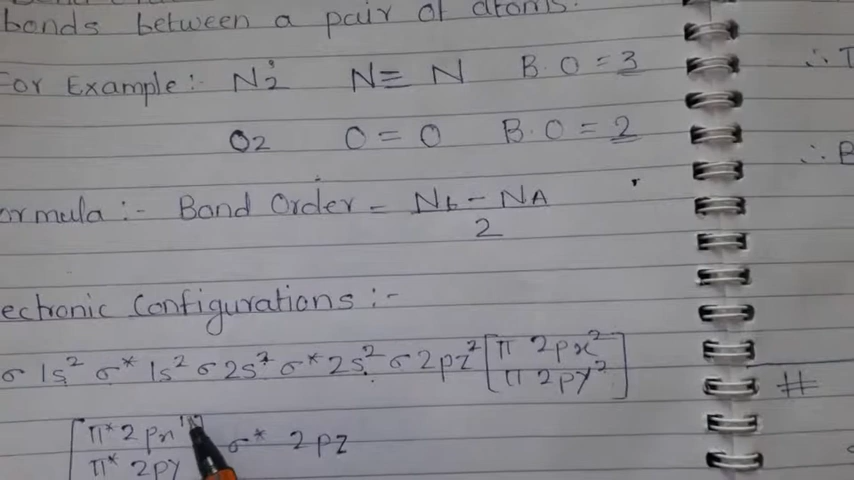 bonds between a pair of atoms.
For Example:- N2 N≡N B.O = 3
O2 O=O B.O = 2
ormula:- Bond Order = Nb - NA
2
ectronic Configurations:-
σ 1s² σ* 1s² σ 2s² σ* 2s² σ 2pz² [π 2px²
π 2py²]
[π* 2px¹
π* 2py σ* 2pz
#